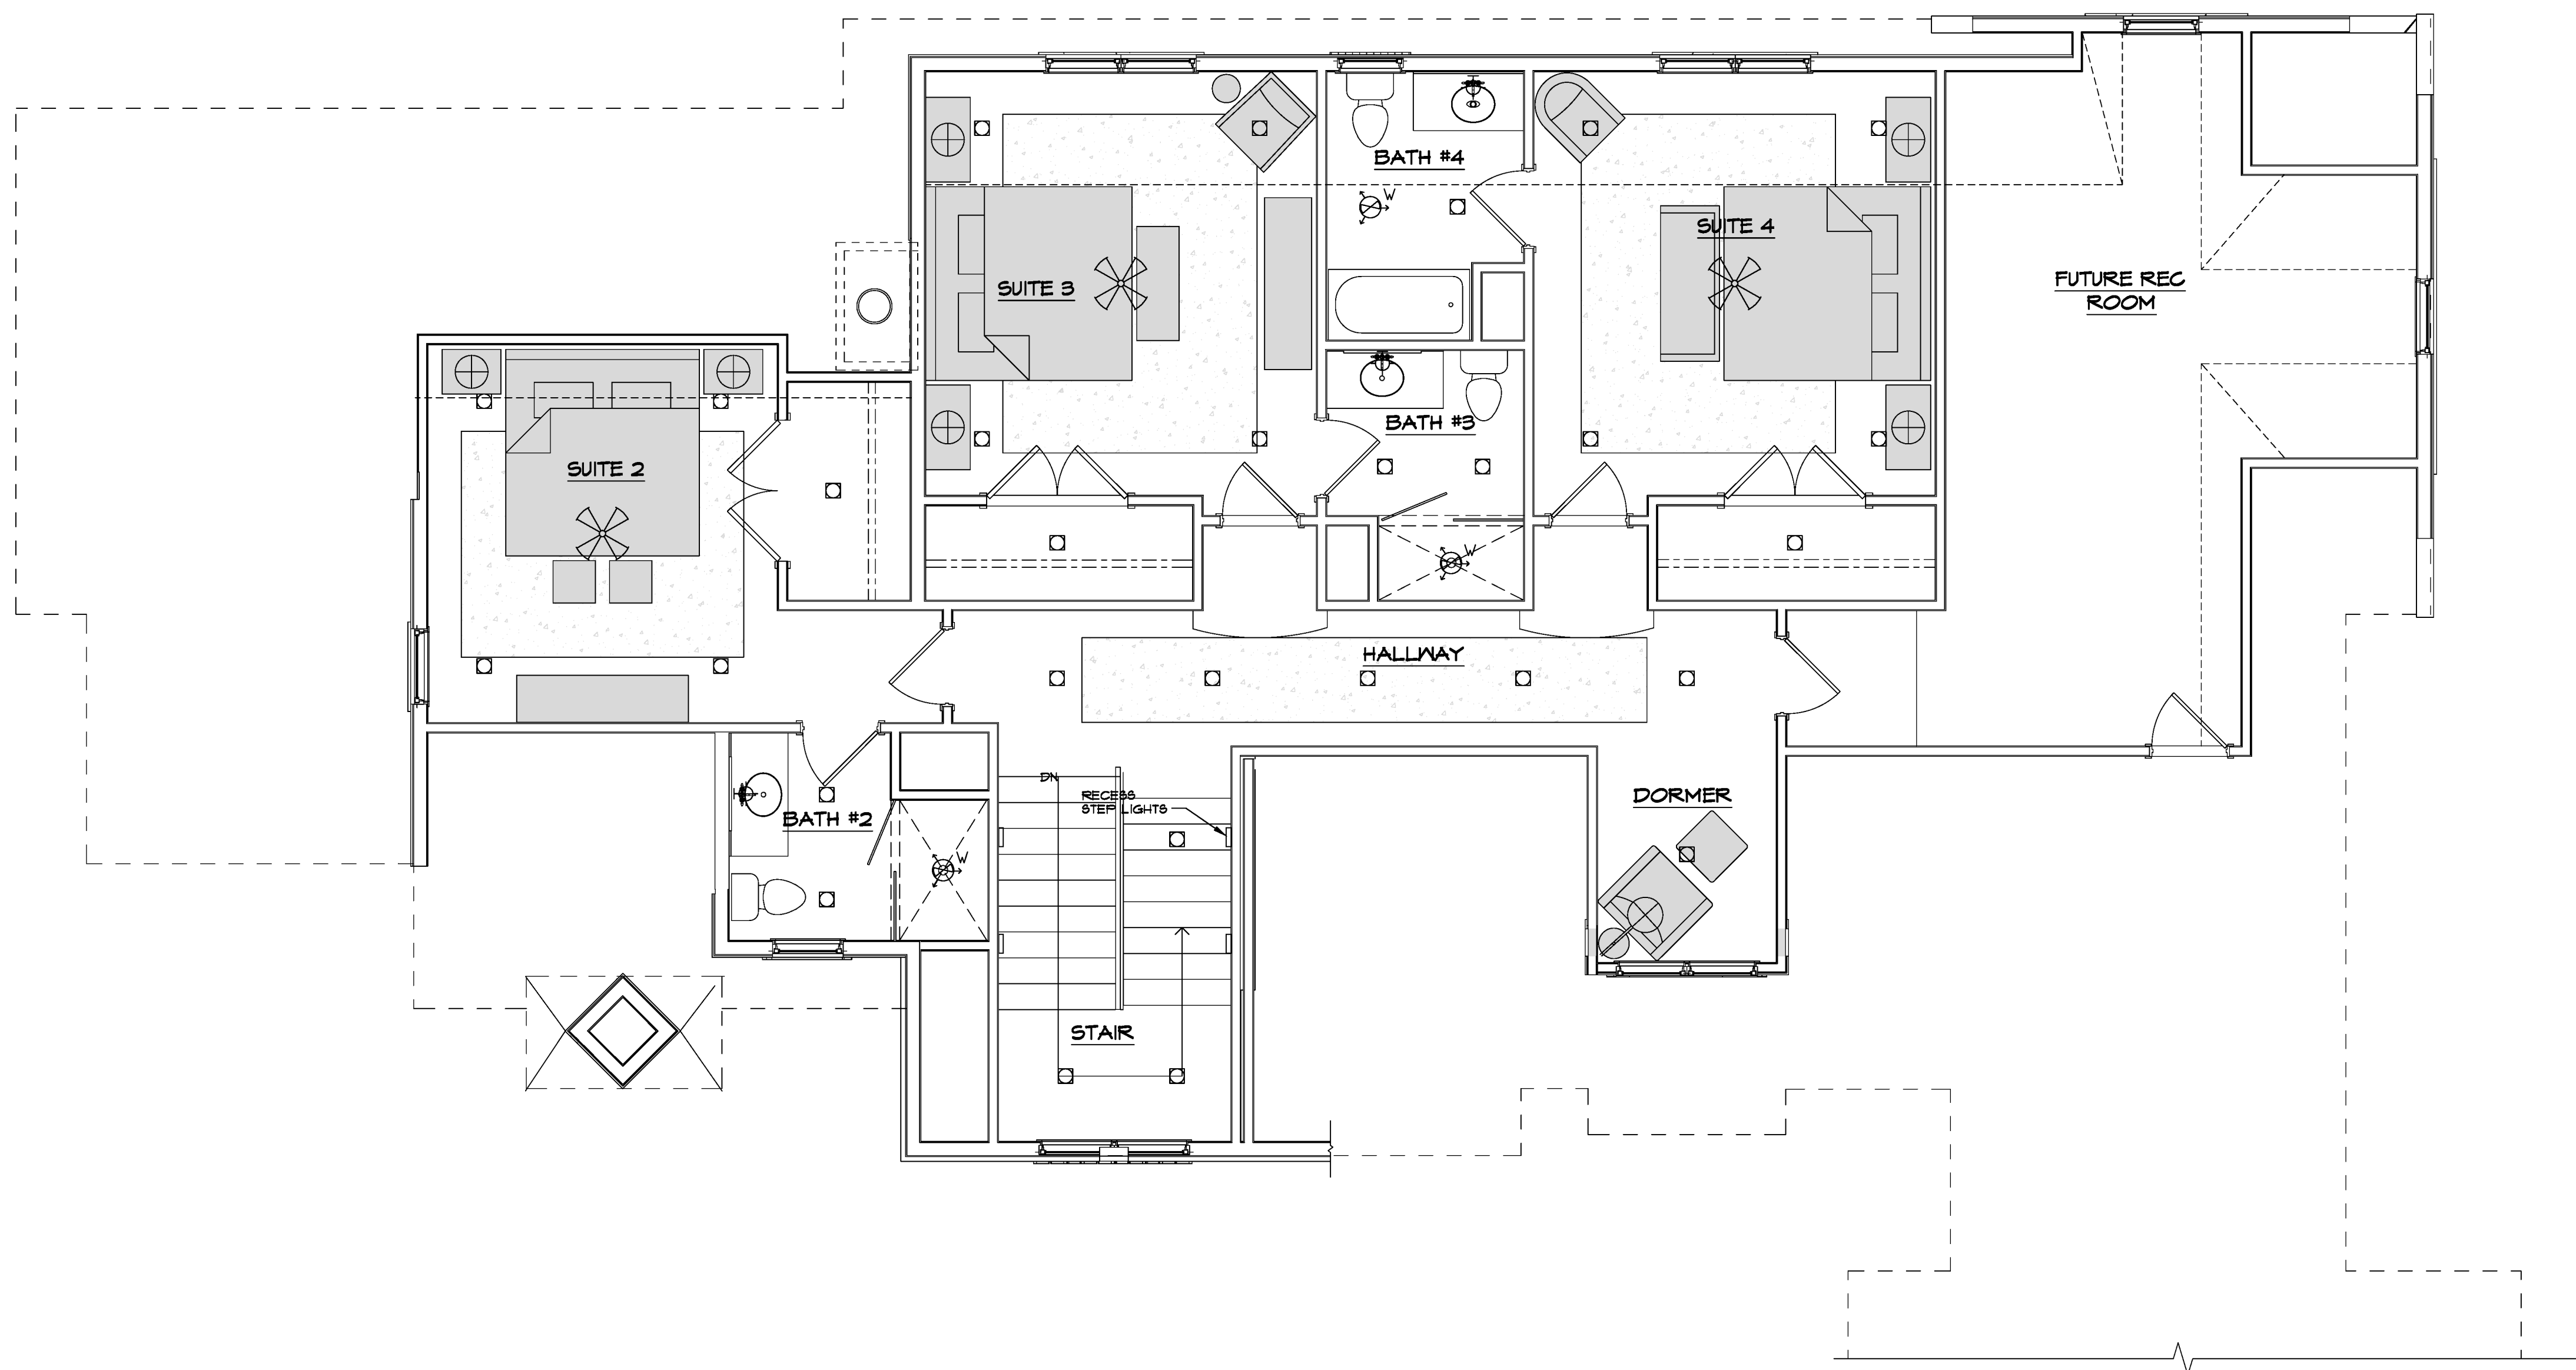 BATH #4
W
SUITE 4
SUITE 3
FUTURE REC
ROOM
BATH #3
SUITE 2
W
HALLWAY
DN
RECESS
STEP LIGHTS
DORMER
BATH #2
W
STAIR